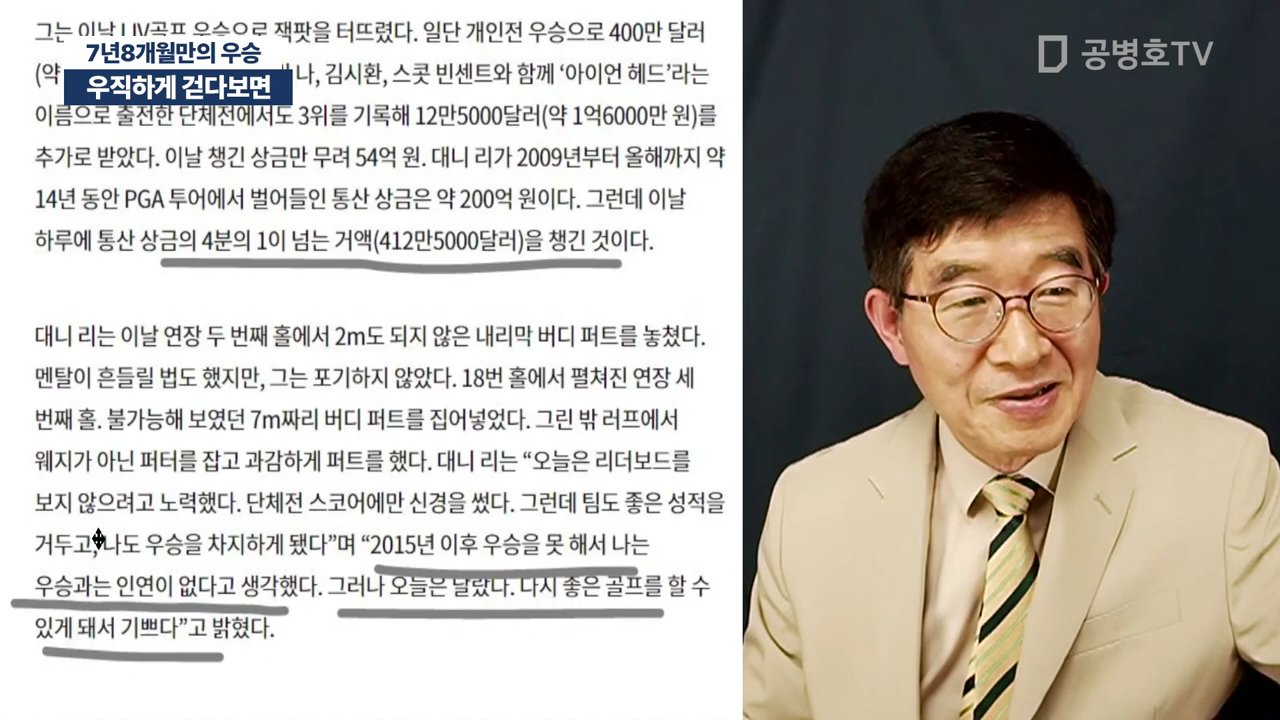 그는 이날 LIV골프 우승으로 잭팟을 터뜨렸다. 일단 개인전 우승으로 400만 달러
7년8개월만의 우승
(약 나, 김시환, 스콧 빈센트와 함께 ‘아이언 헤드’라는
우직하게 걷다보면
이름으로 출전한 단체전에서도 3위를 기록해 12만5000달러(약 1억6000만 원)를
추가로 받았다. 이날 챙긴 상금만 무려 54억 원. 대니 리가 2009년부터 올해까지 약
14년 동안 PGA 투어에서 벌어들인 통산 상금은 약 200억 원이다. 그런데 이날
하루에 통산 상금의 4분의 1이 넘는 거액(412만5000달러)을 챙긴 것이다.
대니 리는 이날 연장 두 번째 홀에서 2m도 되지 않은 내리막 버디 퍼트를 놓쳤다.
멘탈이 흔들릴 법도 했지만, 그는 포기하지 않았다. 18번 홀에서 펼쳐진 연장 세
번째 홀. 불가능해 보였던 7m짜리 버디 퍼트를 집어넣었다. 그린 밖 러프에서
웨지가 아닌 퍼터를 잡고 과감하게 퍼트를 했다. 대니 리는 “오늘은 리더보드를
보지 않으려고 노력했다. 단체전 스코어에만 신경을 썼다. 그런데 팀도 좋은 성적을
거두고, 나도 우승을 차지하게 됐다”며 “2015년 이후 우승을 못 해서 나는
우승과는 인연이 없다고 생각했다. 그러나 오늘은 달랐다. 다시 좋은 골프를 할 수
있게 돼서 기쁘다”고 밝혔다.
공병호TV